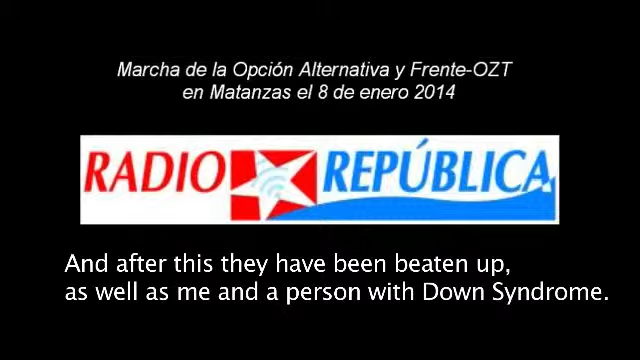 Marcha de la Opción Alternativa y Frente-OZT
en Matanzas el 8 de enero 2014
RADIO REPÚBLICA
And after this they have been beaten up,
as well as me and a person with Down Syndrome.